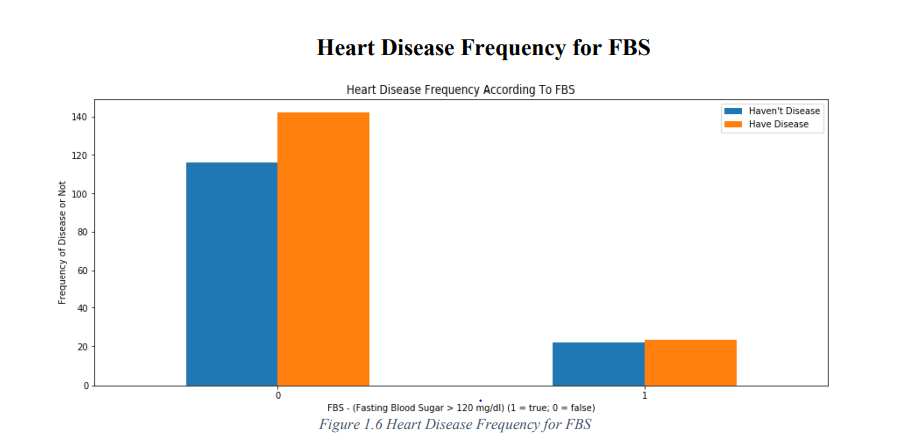 Heart Disease Frequency for FBS
Heart Disease Frequency According To FBS
Haven't Disease
Have Disease
Frequency of Disease or Not
140
120
100
80
60
40
20
0
0
1
FBS - (Fasting Blood Sugar > 120 mg/dl) (1 = true; 0 = false)
Figure 1.6 Heart Disease Frequency for FBS